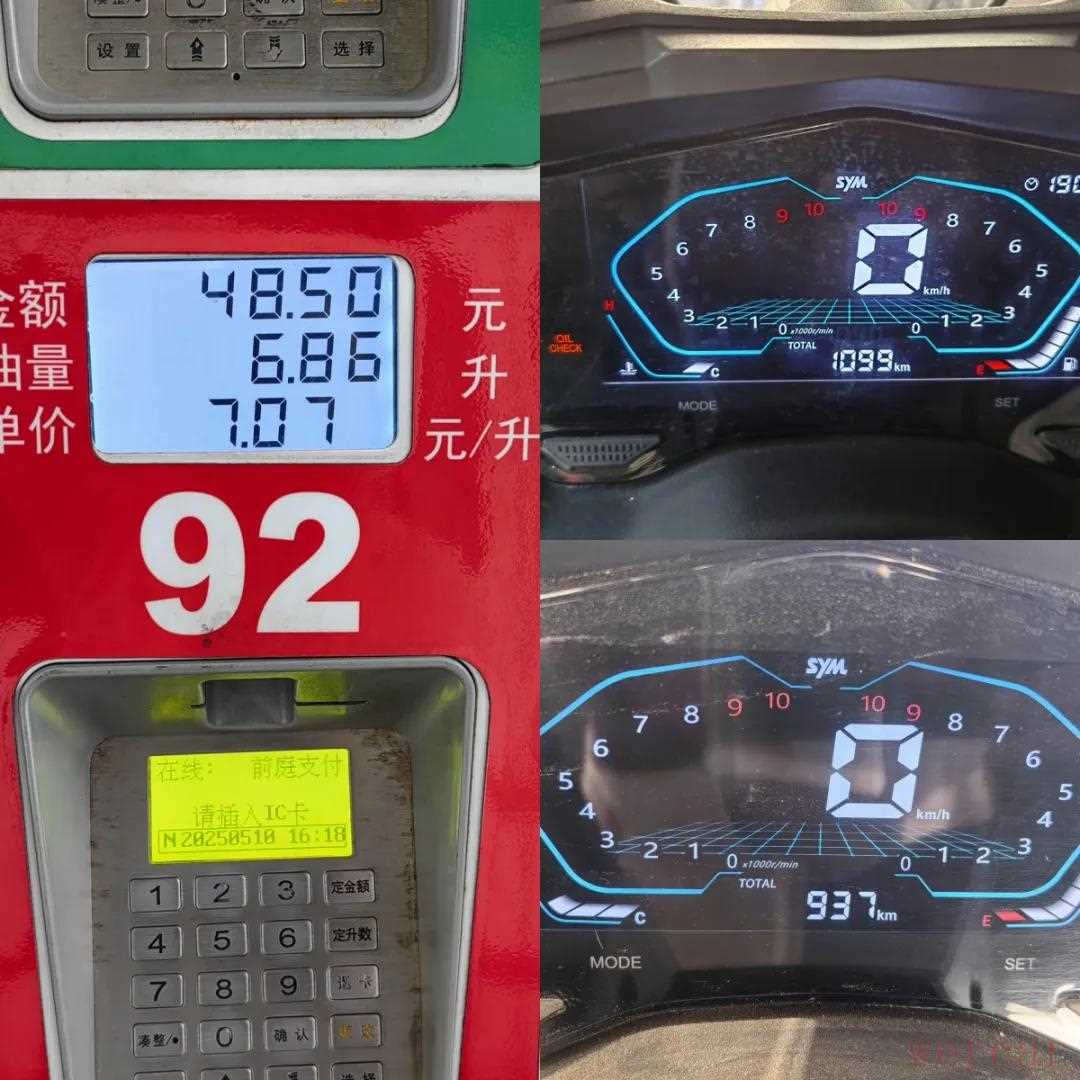 设置 选择
金额 48.50 元
油量 6.86 升
单价 7.07 元/升
92
在线: 前庭支付
请插入IC卡
N20250510 16:18
1 2 3 定金额
4 5 6 定升数
7 8 9
凑整/● 0 确认
SYM
190
5 6 7 8 9 10
10 9 8 7 6 5
4 3 2 1 0 x1000r/min
0 1 2 3 4
km/h
H
OIL
CHECK
C
TOTAL
1099km
E
MODE SET
SYM
5 6 7 8 9 10
10 9 8 7 6 5
4 3 2 1 0 x1000r/min
0 1 2 3 4
0 km/h
TOTAL
937km
C
E
MODE SET